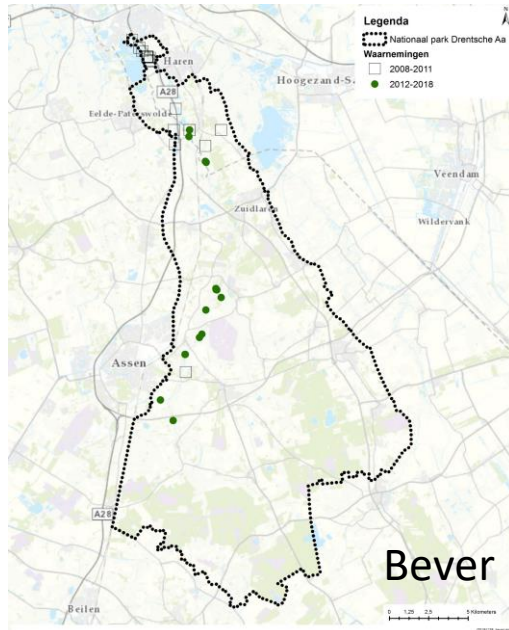 Legenda
N
Nationaal park Drentsche Aa
Waarnemingen
2008-2011
2012-2018
Haren
Hoogezand-Sa
A28
Eelde-Paterswolde
Veendam
Zuidlaren
Wildervank
Assen
A28
Bever
Beilen
0 1,25 2,5 5 Kilometers